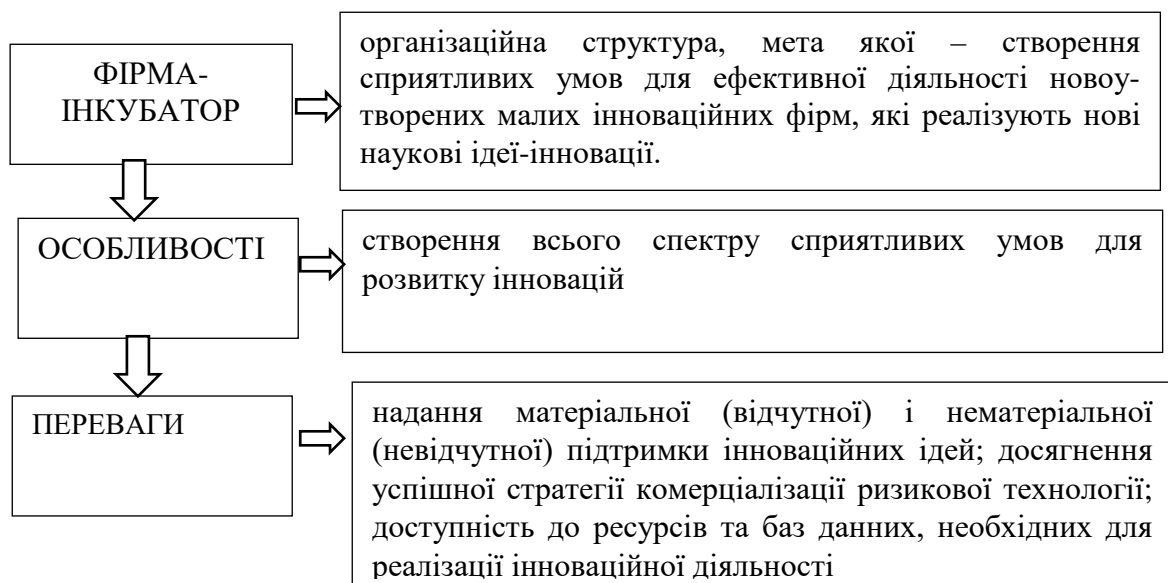 ФІРМА-
ІНКУБАТОР
організаційна структура, мета якої – створення
сприятливих умов для ефективної діяльності новоу-
творених малих інноваційних фірм, які реалізують нові
наукові ідеї-інновації.
ОСОБЛИВОСТІ
створення всього спектру сприятливих умов для
розвитку інновацій
ПЕРЕВАГИ
надання матеріальної (відчутної) і нематеріальної
(невідчутної) підтримки інноваційних ідей; досягнення
успішної стратегії комерціалізації ризикової технології;
доступність до ресурсів та баз данних, необхідних для
реалізації інноваційної діяльності